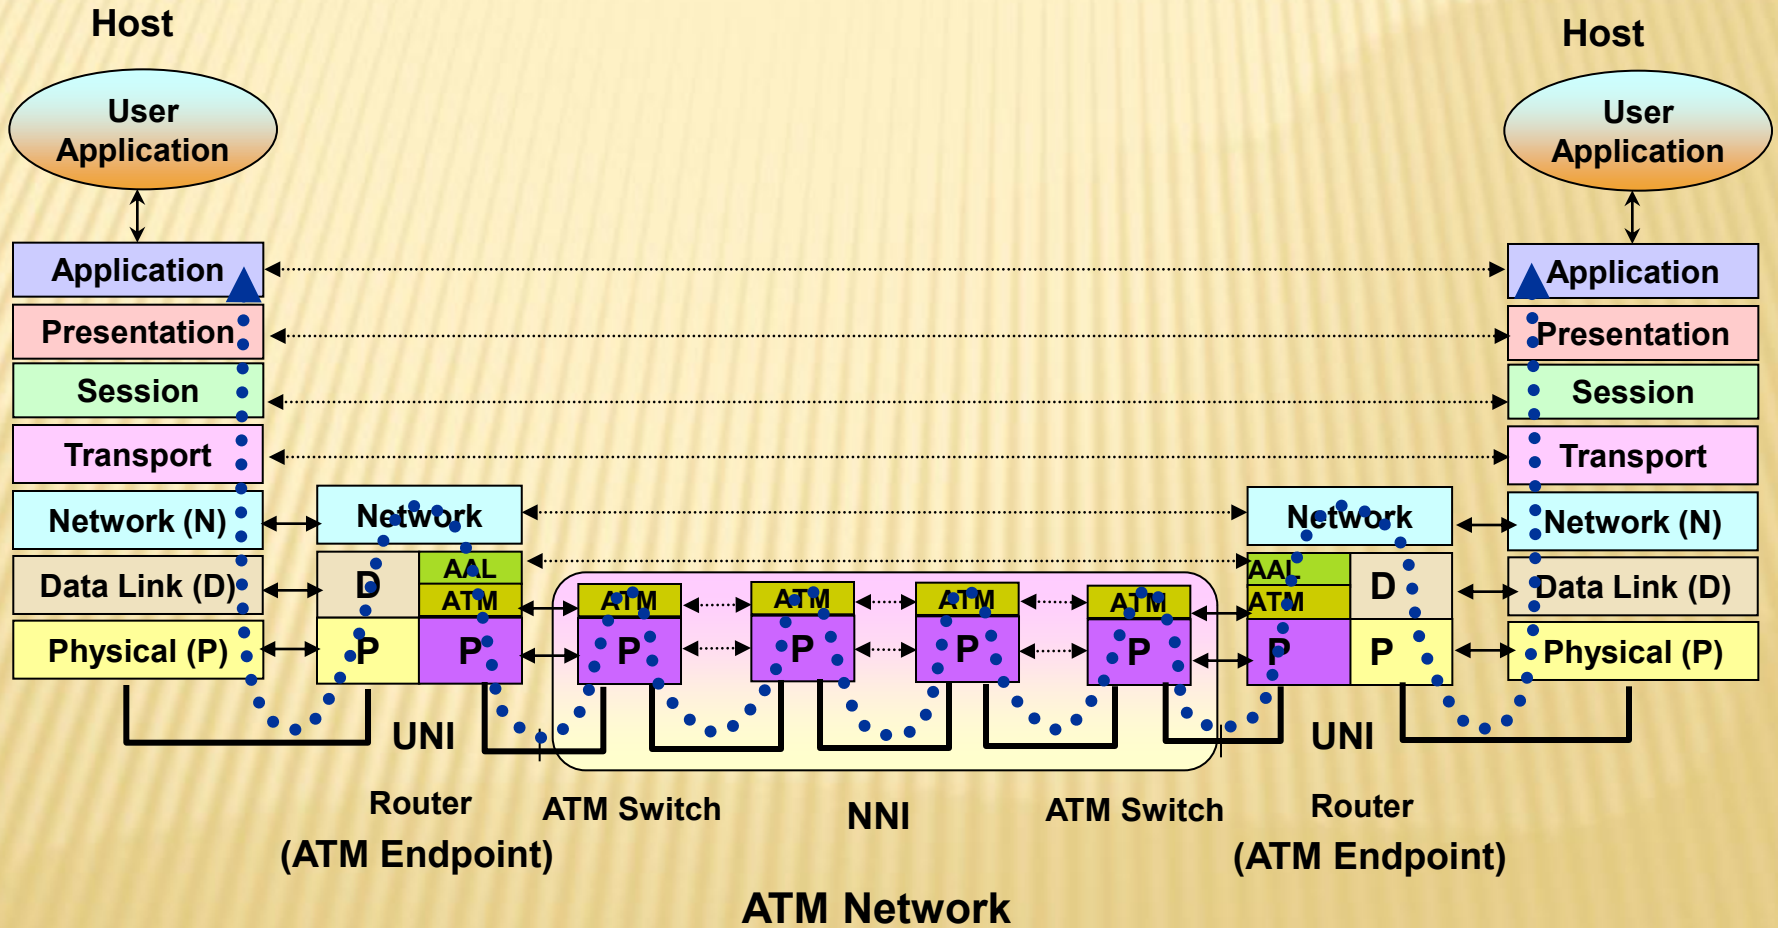 Host
Host
User
Application
User
Application
Application
Application
Presentation
Presentation
Session
Session
Transport
Transport
Network (N)
Network
Network
Network (N)
Data Link (D)
D
AAL
ATM
ATM
ATM
ATM
ATM
AAL
ATM
D
Data Link (D)
Physical (P)
P
P
P
P
P
P
P
P
Physical (P)
UNI
UNI
Router
ATM Switch
NNI
ATM Switch
Router
(ATM Endpoint)
(ATM Endpoint)
ATM Network